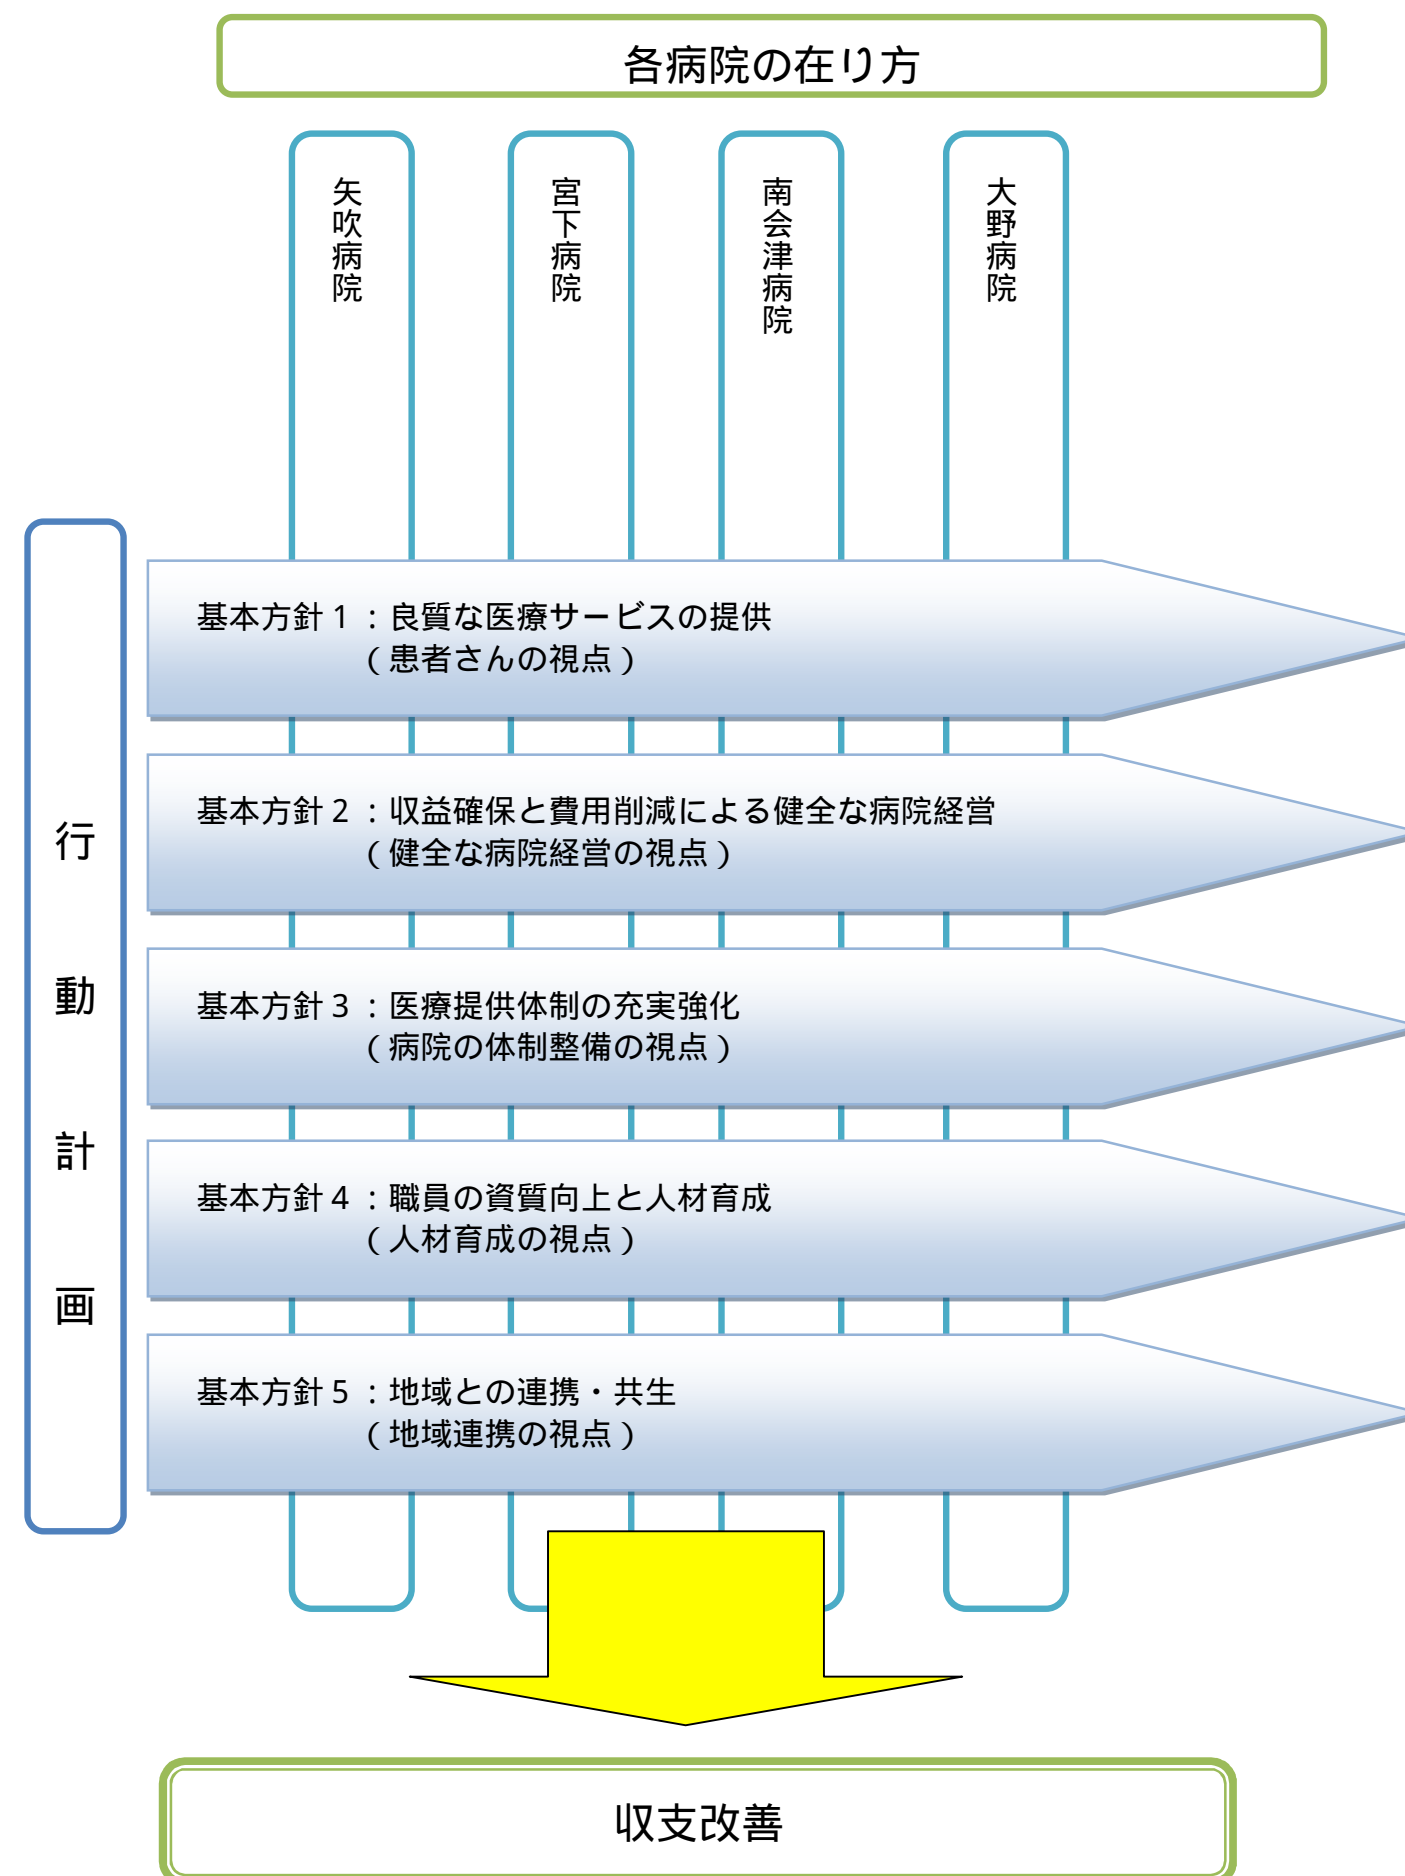 各病院の在り方
矢吹病院
宮下病院
南会津病院
大野病院
行動計画
基本方針1：良質な医療サービスの提供
（患者さんの視点）
基本方針2：収益確保と費用削減による健全な病院経営
（健全な病院経営の視点）
基本方針3：医療提供体制の充実強化
（病院の体制整備の視点）
基本方針4：職員の資質向上と人材育成
（人材育成の視点）
基本方針5：地域との連携・共生
（地域連携の視点）
収支改善